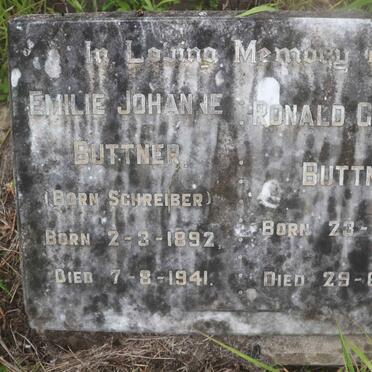 In Loving Memory
EMILIE JOHANNE
BUTTNER
(BORN SCHREIBER)
BORN 2-3-1892
DIED 7-8-1941.
RONALD
BUTTN
BORN 23-
DIED 29-